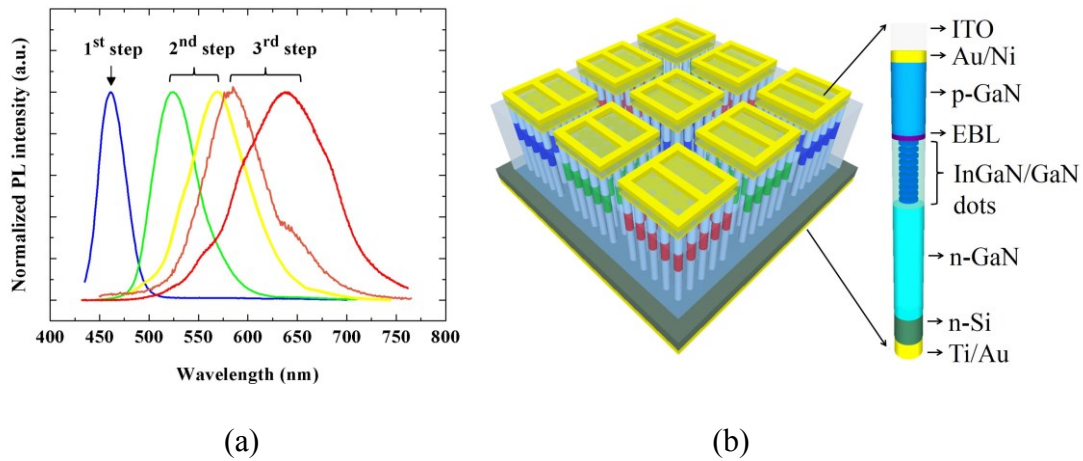 1st step
2nd step
3rd step
Normalized PL intensity (a.u.)
400 450 500 550 600 650 700 750 800
Wavelength (nm)
(a)
ITO
Au/Ni
p-GaN
EBL
InGaN/GaN
dots
n-GaN
n-Si
Ti/Au
(b)